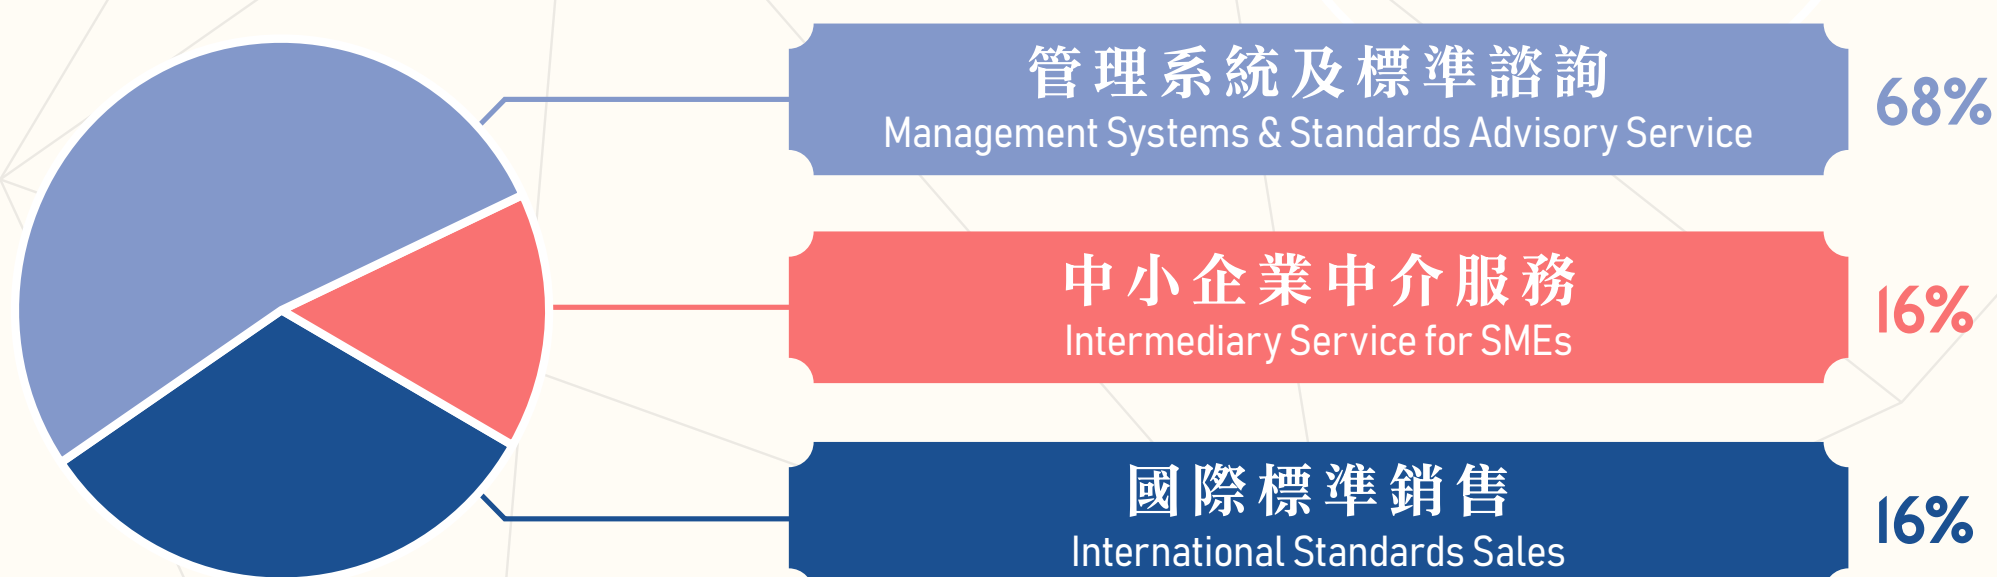 管理系統及標準諮詢
Management Systems & Standards Advisory Service
68%
中小企業中介服務
Intermediary Service for SMEs
16%
國際標準銷售
International Standards Sales
16%